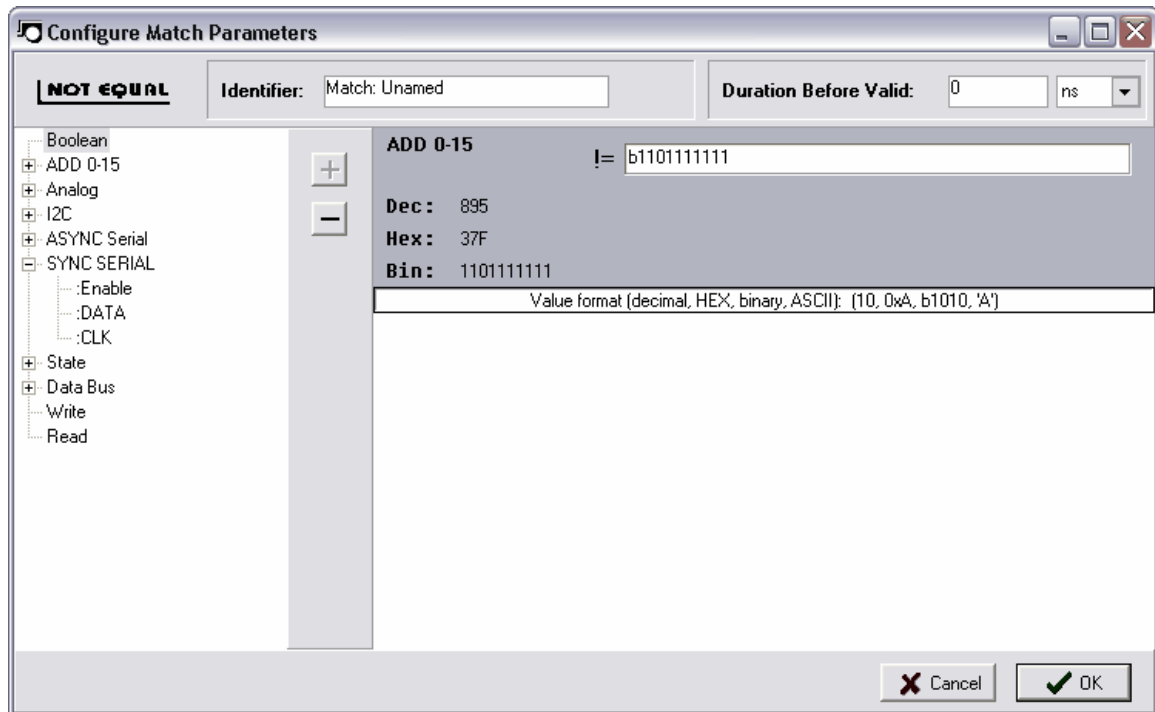 Configure Match Parameters
NOT EQUAL
Identifier: Match: Unnamed
Duration Before Valid: 0 ns
Boolean
ADD 0-15
Analog
I2C
ASYNC Serial
SYNC SERIAL
:Enable
:DATA
:CLK
State
Data Bus
Write
Read
ADD 0-15
!= b1101111111
Dec: 895
Hex: 37F
Bin: 1101111111
Value format (decimal, HEX, binary, ASCII): (10, 0xA, b1010, 'A')
Cancel
OK